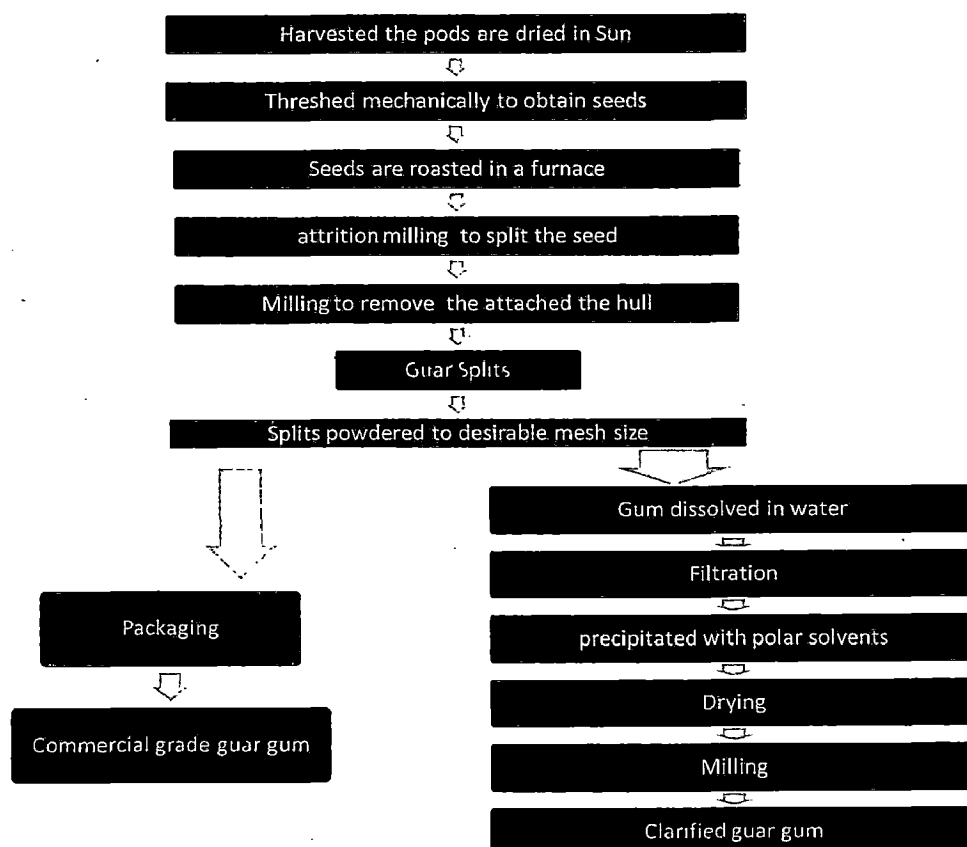 Harvested the pods are dried in Sun
Threshed mechanically to obtain seeds
Seeds are roasted in a furnace
attrition milling to split the seed
Milling to remove the attached the hull
Guar Splits
Splits powdered to desirable mesh size
Packaging
Commercial grade guar gum
Gum dissolved in water
Filtration
precipitated with polar solvents
Drying
Milling
Clarified guar gum